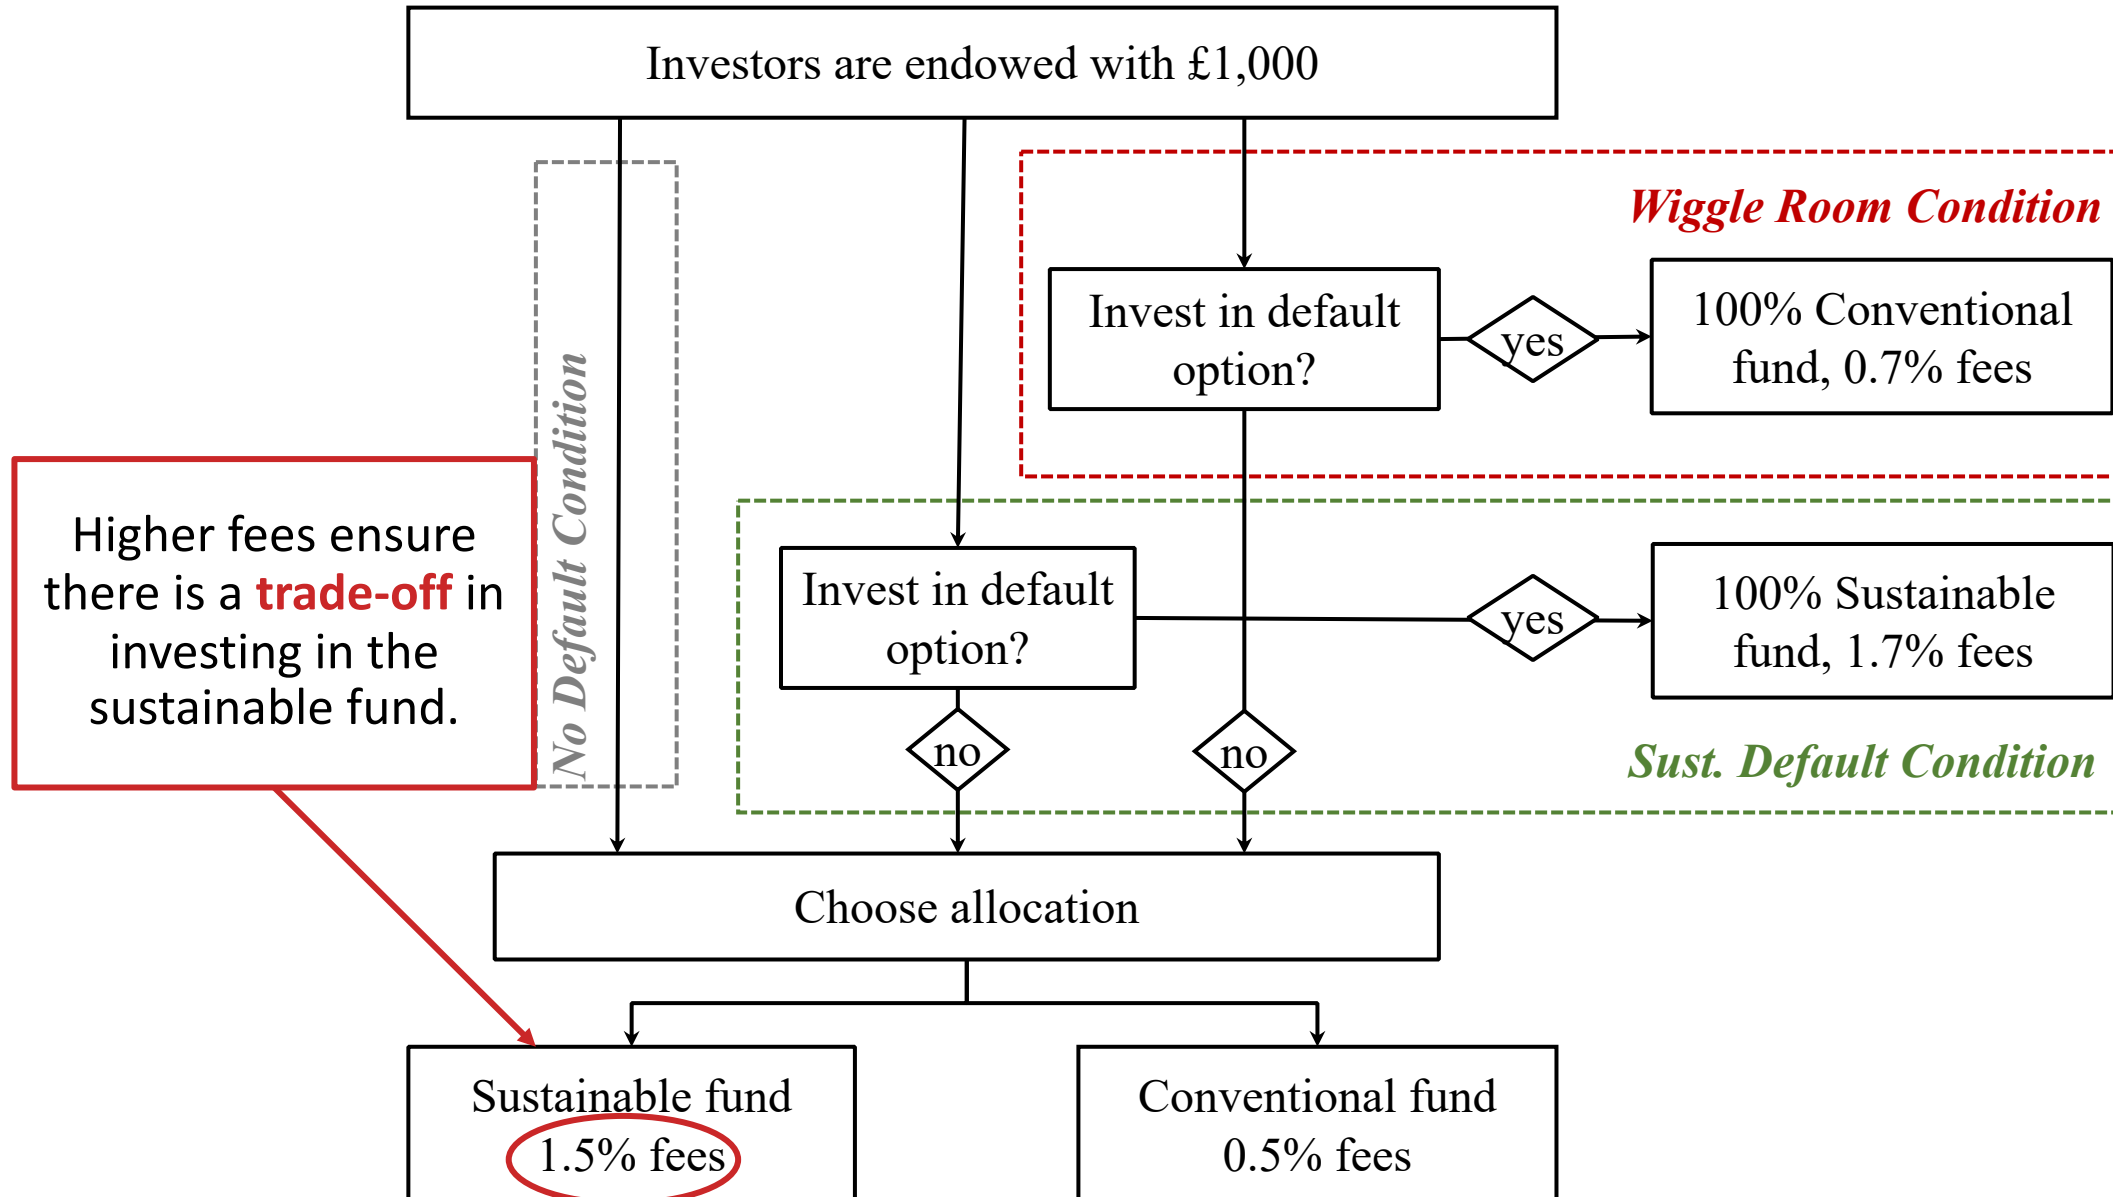 Investors are endowed with £1,000
Wiggle Room Condition
Invest in default
option?
yes
100% Conventional
fund, 0.7% fees
No Default Condition
Higher fees ensure
there is a trade-off in
investing in the
sustainable fund.
Invest in default
option?
yes
100% Sustainable
fund, 1.7% fees
no
no
Sust. Default Condition
Choose allocation
Sustainable fund
1.5% fees
Conventional fund
0.5% fees